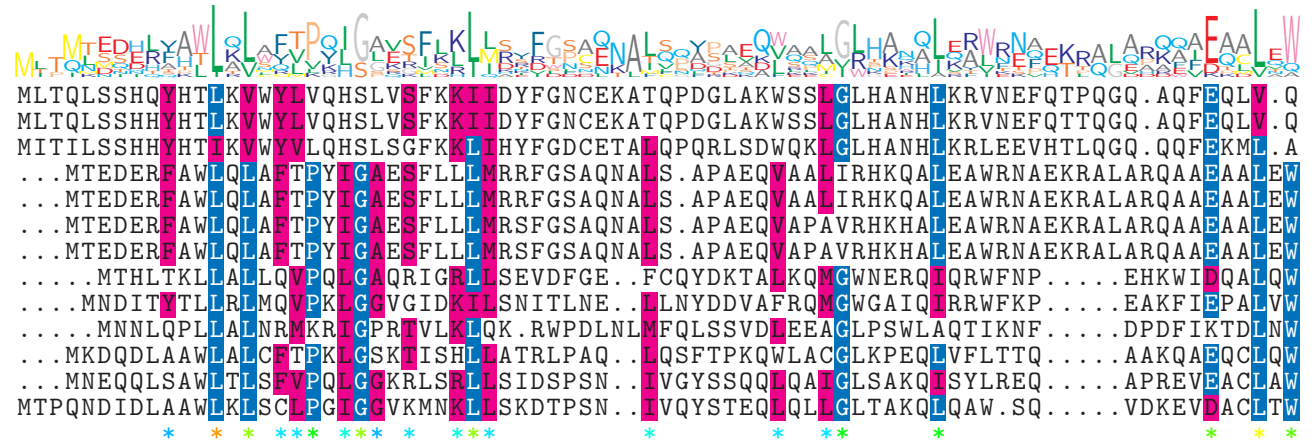 MLTQLSSHQYHTLKVWYLVQHSLVSFKKIIDYFGNCEKATQPDGLAKWSSLGLHANHLKRVNEFQTPQGQ.AQFEQLV.Q
MLTQLSSHHYHTLKVWYLVQHSLVSFKKIIDYFGNCEKATQPDGLAKWSSLGLHANHLKRVNEFQTTQGQ.AQFEQLV.Q
MITILSSHHYHTIKVWYVLQHSLSGFKKLIHYFGDCETALQPQRLSDWQKLGLHANHLKRLEEVHTLQGQ.QQFEKML.A
...MTEDERFAWLQLAFTPYIGAESFLLLMRRFGSAQNALS.APAEQVAALIRHKQALEAWRNAEKRALARQAAEAALEW
...MTEDERFAWLQLAFTPYIGAESFLLLMRRFGSAQNALS.APAEQVAALIRHKQALEAWRNAEKRALARQAAEAALEW
...MTEDERFAWLQLAFTPYIGAESFLLLMRSFGSAQNALS.APAEQVAPAVRHKHALEAWRNAEKRALARQAAEAALEW
...MTEDERFAWLQLAFTPYIGAESFLLLMRSFGSAQNALS.APAEQVAPAVRHKHALEAWRNAEKRALARQAAEAALEW
.....MTHLTKLLALLQVPQLGAQRIGRLLSEVDFGE..FCQYDKTALKQMGWNERQIQRWFNP.....EHKWIDQALQW
....MNDITYTLLRLMQVPKLGGVGIDKILSNITLNE..LLNYDDVAFRQMGWGAIQIRRWFKP.....EAKFIEPALVW
.....MNNLQPLLALNRMKRIGPRTVLKLQK.RWPDLNLMFQLSSVDLEEAGLPSWLAQTIKNF.....DPDFIKTDLNW
...MKDQDLAAWLALCFTPKLGSKTISHLLATRLPAQ..LQSFTPKQWLACGLKPEQLVFLTTQ.....AAKQAEQCLQW
...MNEQQLSAWLTLSFVPQLGGKRLSRLLSIDSPSN..IVGYSSQQLQAIGLSAKQISYLREQ.....APREVEACLAW
MTPQNDIDLAAWLKLSCLPGIGGVKMNKLLSKDTPSN..IVQYSTEQLQLLGLTAKQLQAW.SQ.....VDKEVDACLTW
* * * *** *** * *** * * ** * * * *